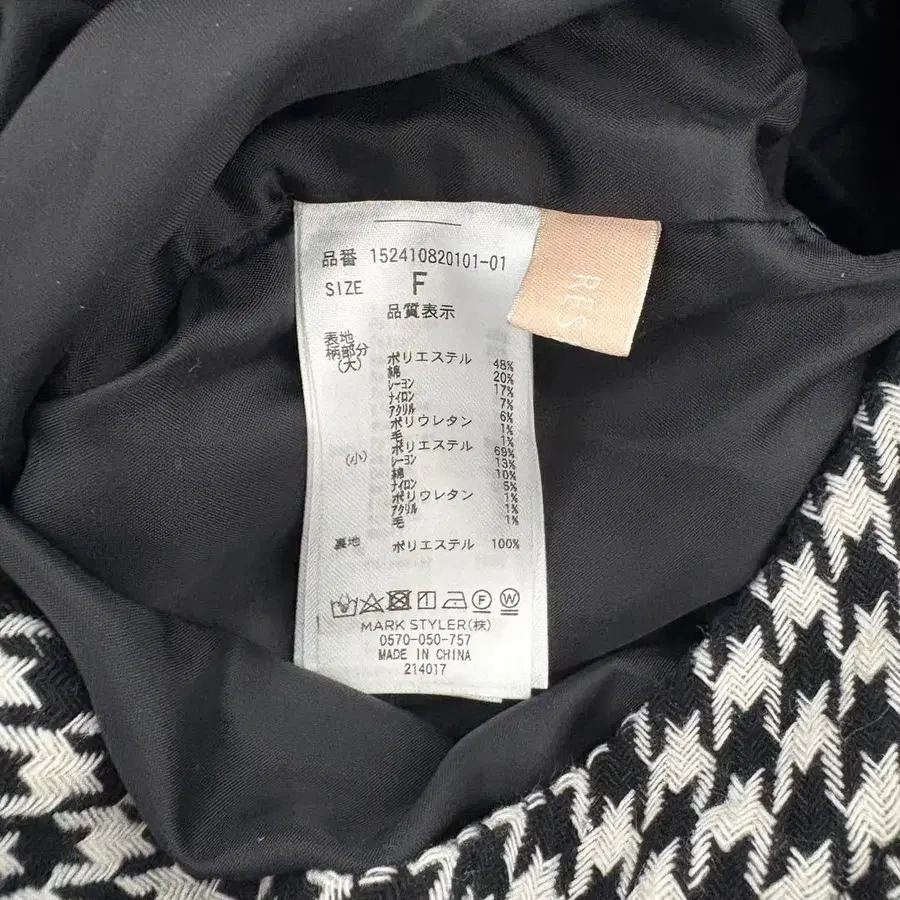 品番 152410820101-01
SIZE F
品質表示
表地
柄部分
(大) ポリエステル 48%
綿 20%
レーヨン 17%
ナイロン 7%
アクリル 6%
ポリウレタン 1%
毛 1%
(小) ポリエステル 69%
レーヨン 13%
綿 10%
ナイロン 5%
ポリウレタン 1%
アクリル 1%
毛 1%
裏地 ポリエステル 100%
F W
MARK STYLER(株)
0570-050-757
MADE IN CHINA
214017
RES